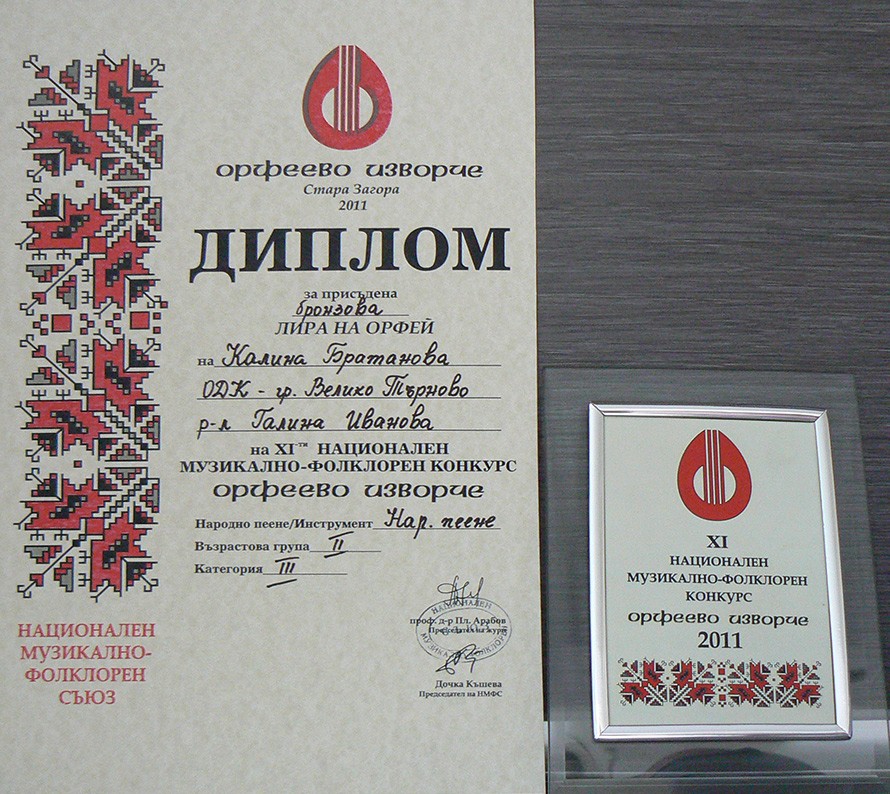 орфеево изворче
Стара Загора
2011
ДИПЛОМ
за присъдена
бронзова
ЛИРА НА ОРФЕЙ
на Калина Братанова
ОДК - гр. Велико Търново
р-л Галина Иванова
на XI-ти НАЦИОНАЛЕН
МУЗИКАЛНО-ФОЛКЛОРЕН КОНКУРС
орфеево изворче
Народно пеене/Инструмент Нар. пеене
Възрастова група II
Категория III
проф. д-р Пл. Арабов
Председател на журито
НАЦИОНАЛЕН
Дочка Къшева
Председател на НМФС
НАЦИОНАЛЕН
МУЗИКАЛНО-
ФОЛКЛОРЕН
СЪЮЗ
XI
НАЦИОНАЛЕН
МУЗИКАЛНО-ФОЛКЛОРЕН
КОНКУРС
орфеево изворче
2011